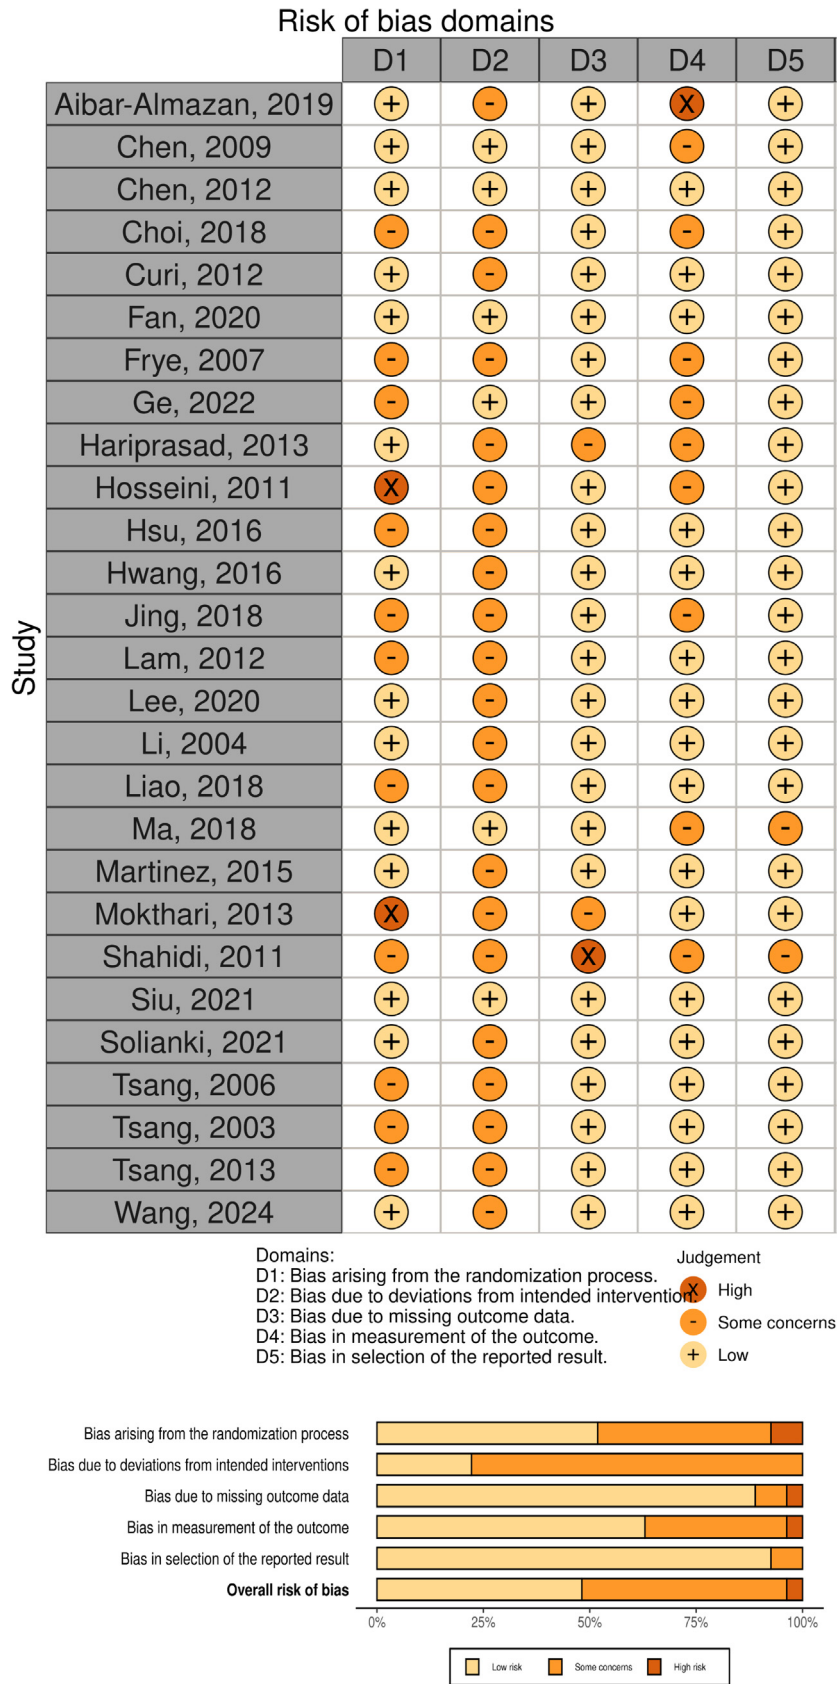 Risk of bias domains
D1 D2 D3 D4 D5
Study
Aibar-Almazan, 2019 + - + X +
Chen, 2009 + + + - +
Chen, 2012 + + + + +
Choi, 2018 - - + - +
Curi, 2012 + - + + +
Fan, 2020 + + + + +
Frye, 2007 - - + - +
Ge, 2022 - + + - +
Hariprasad, 2013 + - - - +
Hosseini, 2011 X - + - +
Hsu, 2016 - - + + +
Hwang, 2016 + - + + +
Jing, 2018 - - + - +
Lam, 2012 - - + + +
Lee, 2020 + - + + +
Li, 2004 + - + + +
Liao, 2018 - - + + +
Ma, 2018 + + + - -
Martinez, 2015 + - + + +
Mokthari, 2013 X - - + +
Shahidi, 2011 - - X - -
Siu, 2021 + + + + +
Solianki, 2021 + - + + +
Tsang, 2006 - - + + +
Tsang, 2003 - - + + +
Tsang, 2013 - - + + +
Wang, 2024 + - + + +
Domains:
D1: Bias arising from the randomization process.
D2: Bias due to deviations from intended intervention.
D3: Bias due to missing outcome data.
D4: Bias in measurement of the outcome.
D5: Bias in selection of the reported result.
Judgement
X High
- Some concerns
+ Low
Bias arising from the randomization process
Bias due to deviations from intended interventions
Bias due to missing outcome data
Bias in measurement of the outcome
Bias in selection of the reported result
Overall risk of bias
0% 25% 50% 75% 100%
Low risk Some concerns High risk